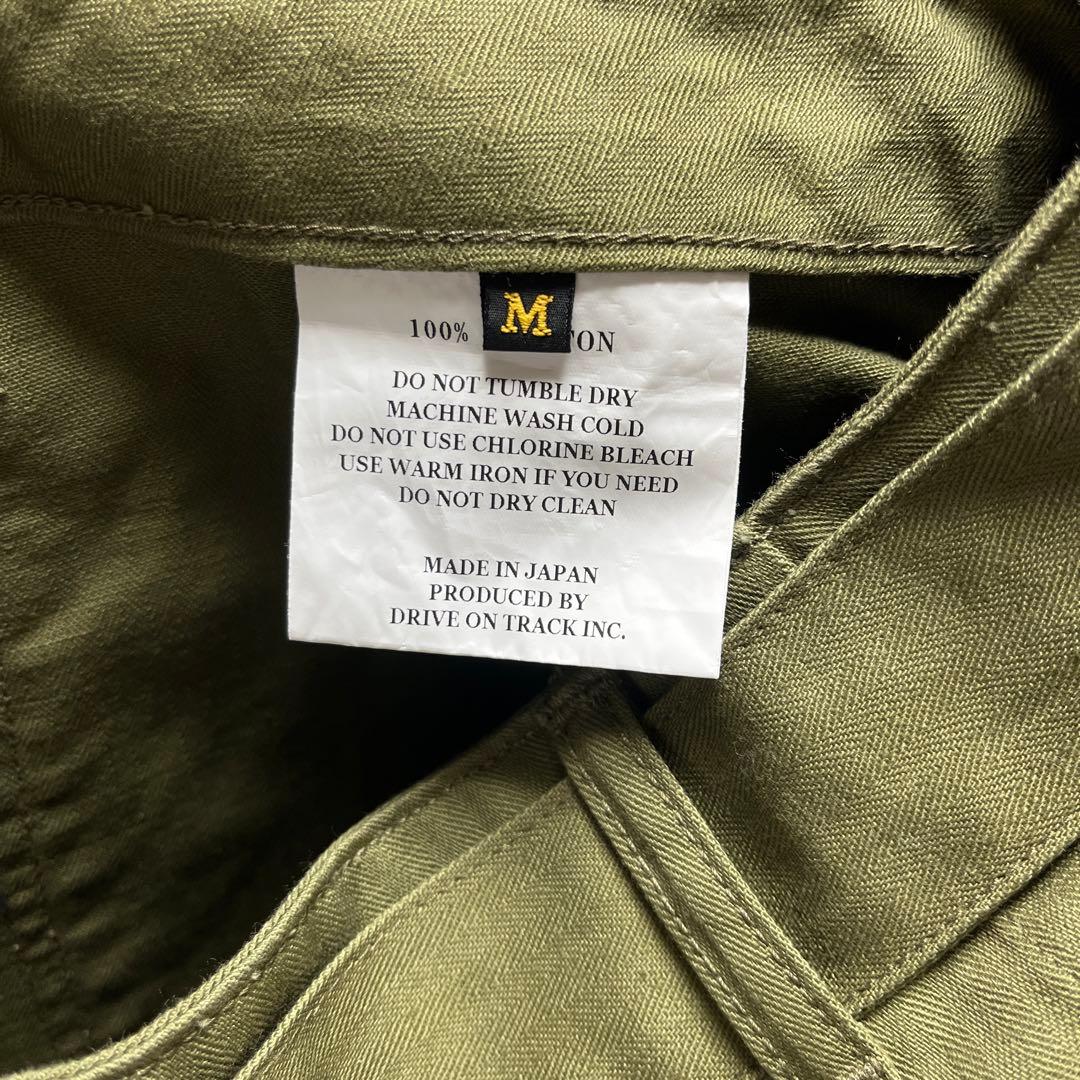 M
100% TON
DO NOT TUMBLE DRY
MACHINE WASH COLD
DO NOT USE CHLORINE BLEACH
USE WARM IRON IF YOU NEED
DO NOT DRY CLEAN
MADE IN JAPAN
PRODUCED BY
DRIVE ON TRACK INC.